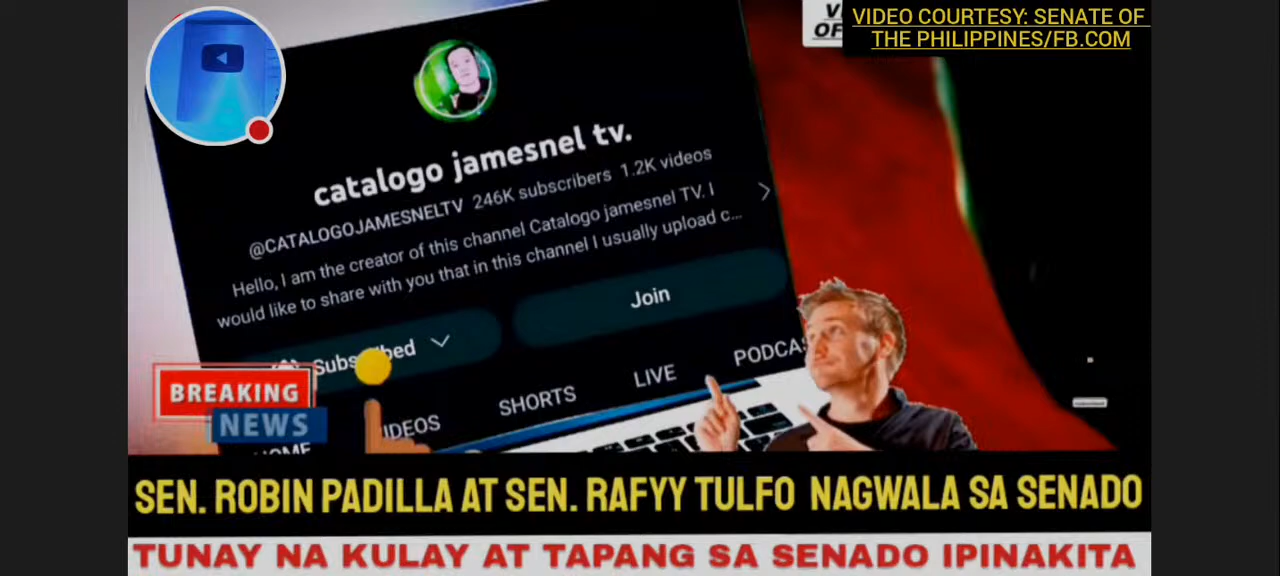 VIDEO COURTESY: SENATE OF
THE PHILIPPINES/FB.COM
catalogo jamesnel tv.
@CATALOGOJAMESNELTV 246K subscribers 1.2K videos
Hello, I am the creator of this channel Catalogo jamesnel TV. I
would like to share with you that in this channel I usually upload c...
Subscribed
Join
VIDEOS SHORTS LIVE
BREAKING
NEWS
HOME
SEN. ROBIN PADILLA AT SEN. RAFYY TULFO NAGWALA SA SENADO
TUNAY NA KULAY AT TAPANG SA SENADO IPINAKITA